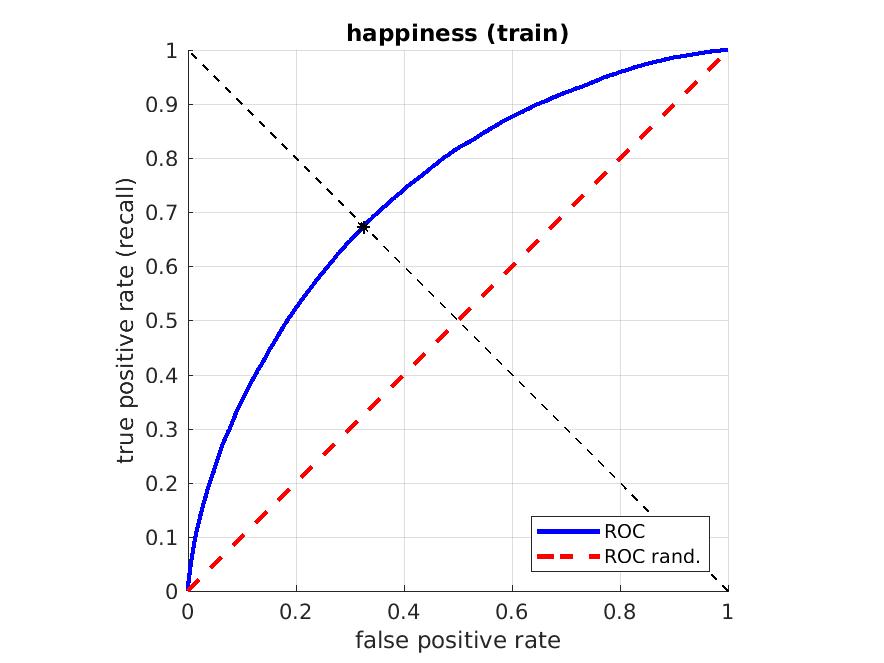 happiness (train)
1
0.9
0.8
0.7
0.6
0.5
0.4
0.3
0.2
0.1
0
true positive rate (recall)
ROC
ROC rand.
0 0.2 0.4 0.6 0.8 1
false positive rate